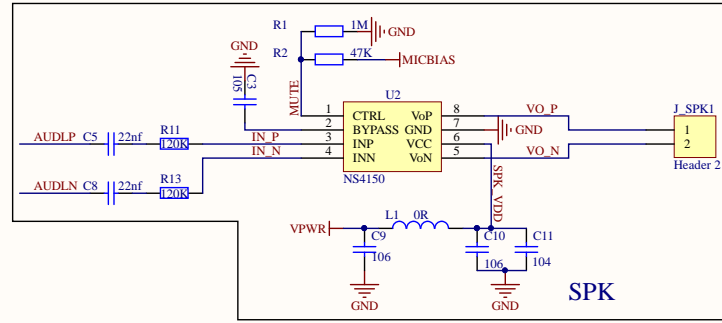 R1 1M GND
GND R2 47K MICBIAS
C3
105
MUTE
U2
1 CTRL VoP 8 VO_P J_SPK1
2 BYPASS GND 7 GND 1
AUDLP C5 22nf R11 120K IN_P 3 INP VCC 6 2
AUDLN C8 22nf R13 120K IN_N 4 INN VoN 5 VO_N Header 2
NS4150
SPK_VDD
VPWR L1 0R
C9 C10 C11
106 106 104
GND GND
SPK